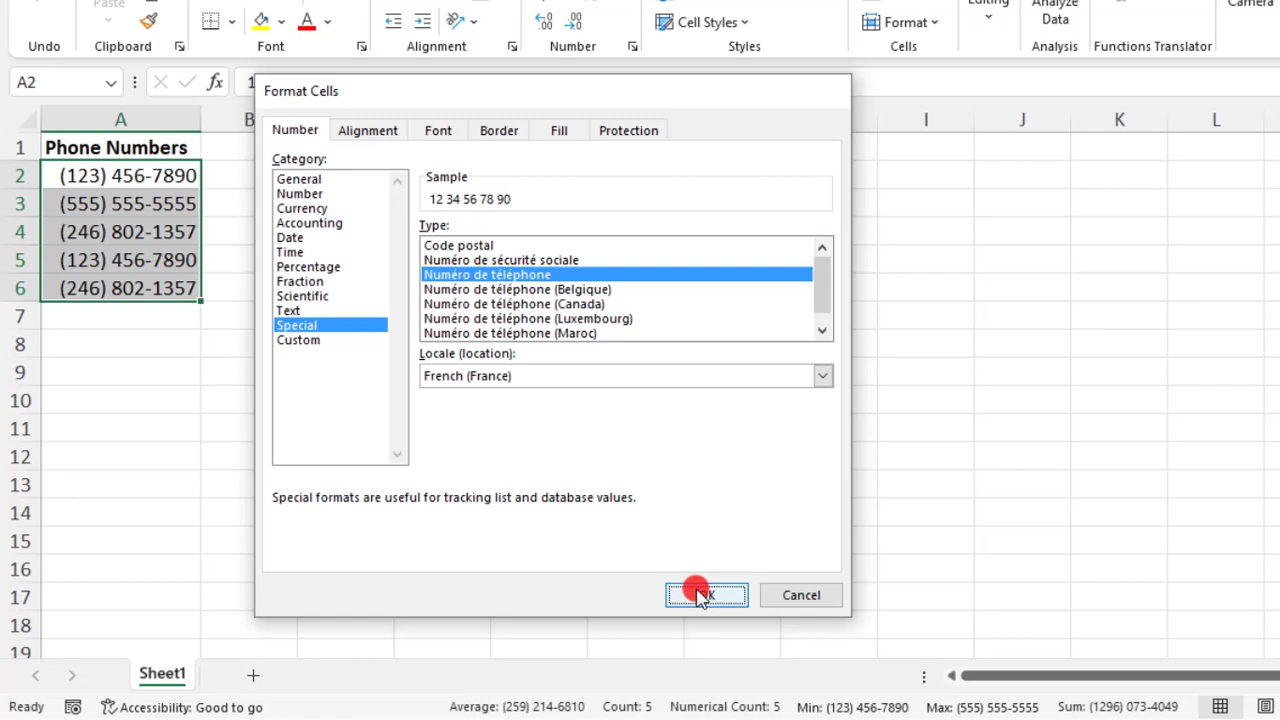 Paste
Editing
Analyze
Data
Camera
Cell Styles
Format
Undo
Clipboard
Font
Alignment
Number
Styles
Cells
Analysis
Functions Translator
A2
fx
1
A
B
I
J
K
L
1 Phone Numbers
2 (123) 456-7890
3 (555) 555-5555
4 (246) 802-1357
5 (123) 456-7890
6 (246) 802-1357
7
8
9
10
11
12
13
14
15
16
17
18
19
Format Cells
Number
Alignment
Font
Border
Fill
Protection
Category:
General
Number
Currency
Accounting
Date
Time
Percentage
Fraction
Scientific
Text
Special
Custom
Sample
12 34 56 78 90
Type:
Code postal
Numéro de sécurité sociale
Numéro de téléphone
Numéro de téléphone (Belgique)
Numéro de téléphone (Canada)
Numéro de téléphone (Luxembourg)
Numéro de téléphone (Maroc)
Locale (location):
French (France)
Special formats are useful for tracking list and database values.
OK
Cancel
Sheet1
Ready
Accessibility: Good to go
Average: (259) 214-6810
Count: 5
Numerical Count: 5
Min: (123) 456-7890
Max: (555) 555-5555
Sum: (1296) 073-4049